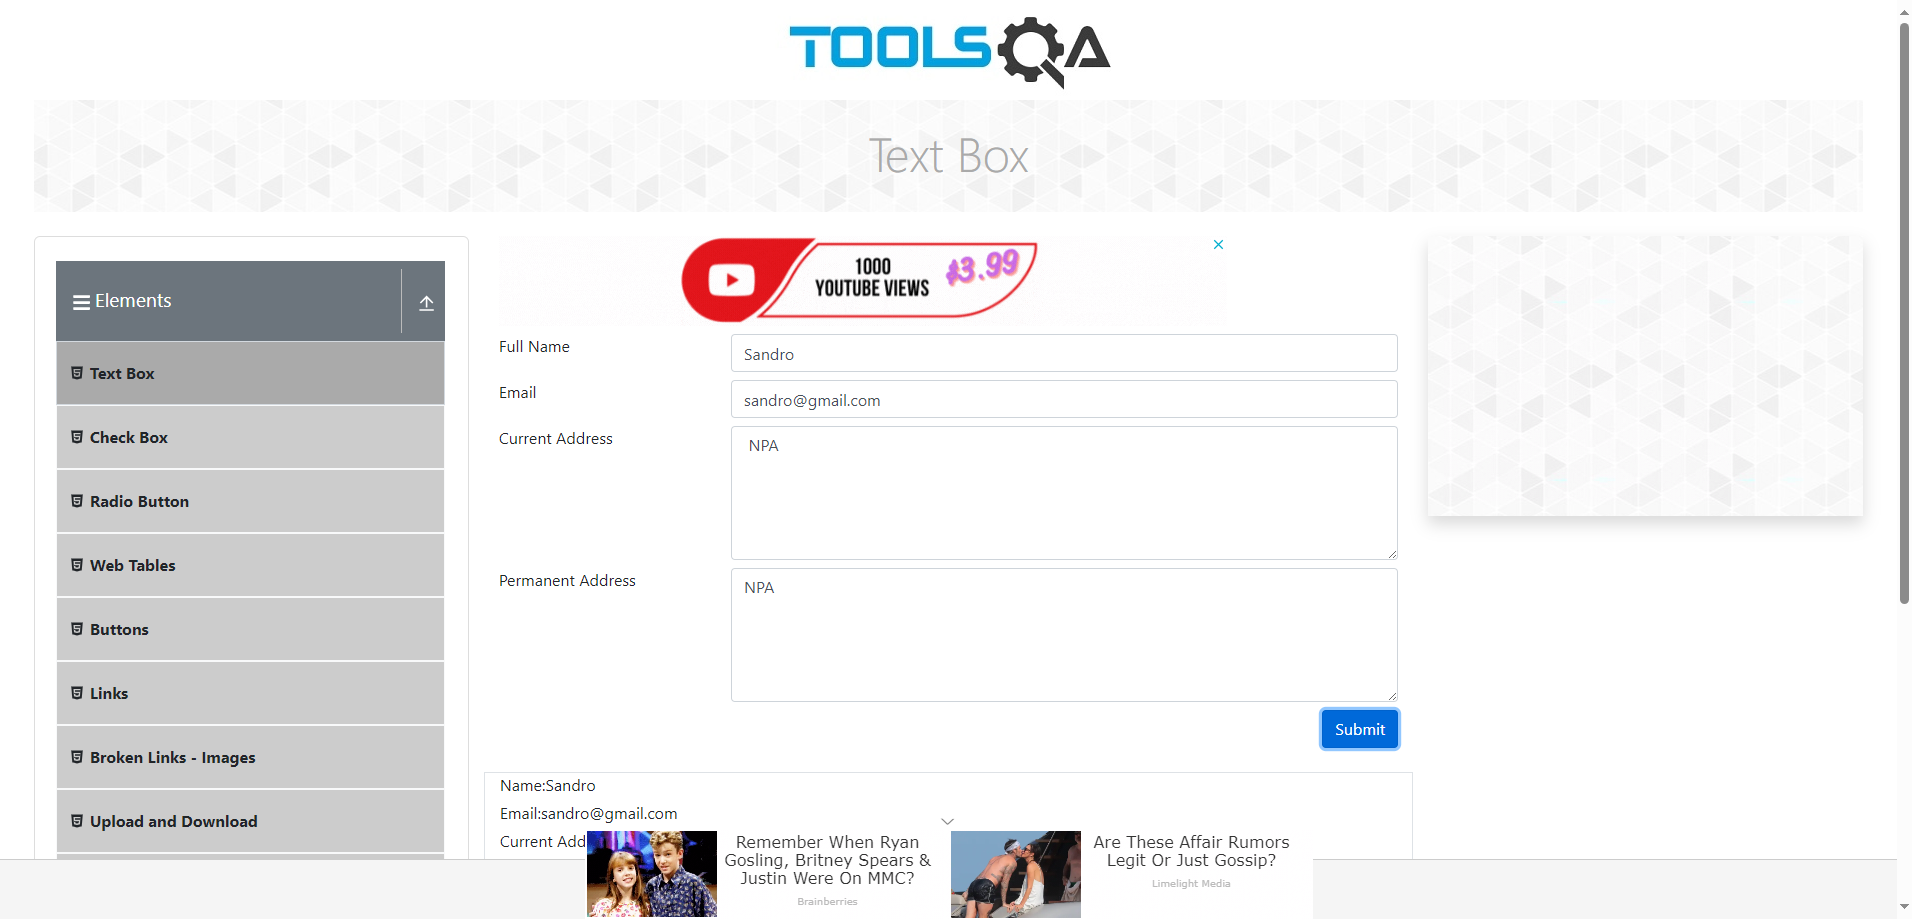 TOOLSQA
Text Box
Elements
Text Box
Check Box
Radio Button
Web Tables
Buttons
Links
Broken Links - Images
Upload and Download
1000
YOUTUBE VIEWS
$3.99
Full Name
Sandro
Email
sandro@gmail.com
Current Address
NPA
Permanent Address
NPA
Submit
Name:Sandro
Email:sandro@gmail.com
Current Add
Remember When Ryan
Gosling, Britney Spears &
Justin Were On MMC?
Brainberries
Are These Affair Rumors
Legit Or Just Gossip?
Limelight Media